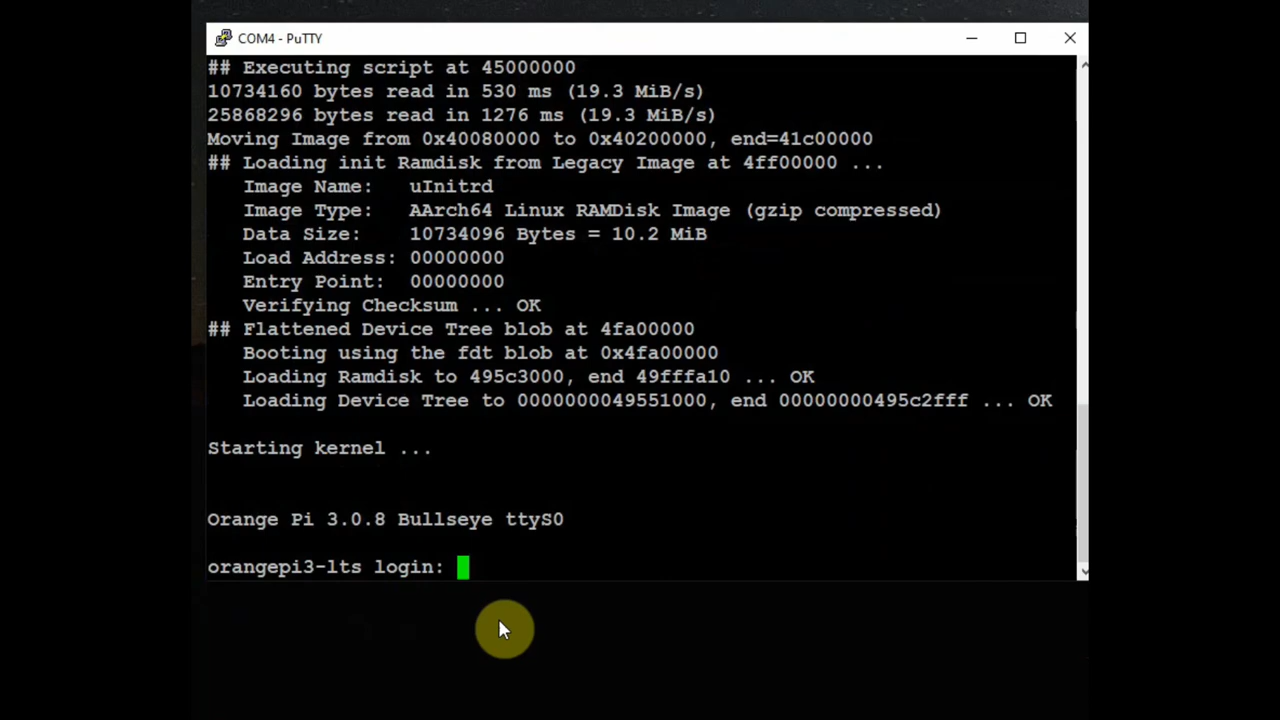 COM4 - PuTTY
## Executing script at 45000000
10734160 bytes read in 530 ms (19.3 MiB/s)
25868296 bytes read in 1276 ms (19.3 MiB/s)
Moving Image from 0x40080000 to 0x40200000, end=41c00000
## Loading init Ramdisk from Legacy Image at 4ff00000 ...
Image Name:   uInitrd
Image Type:   AArch64 Linux RAMDisk Image (gzip compressed)
Data Size:    10734096 Bytes = 10.2 MiB
Load Address: 00000000
Entry Point:  00000000
Verifying Checksum ... OK
## Flattened Device Tree blob at 4fa00000
Booting using the fdt blob at 0x4fa00000
Loading Ramdisk to 495c3000, end 49fffa10 ... OK
Loading Device Tree to 0000000049551000, end 00000000495c2fff ... OK
Starting kernel ...
Orange Pi 3.0.8 Bullseye ttyS0
orangepi3-lts login: